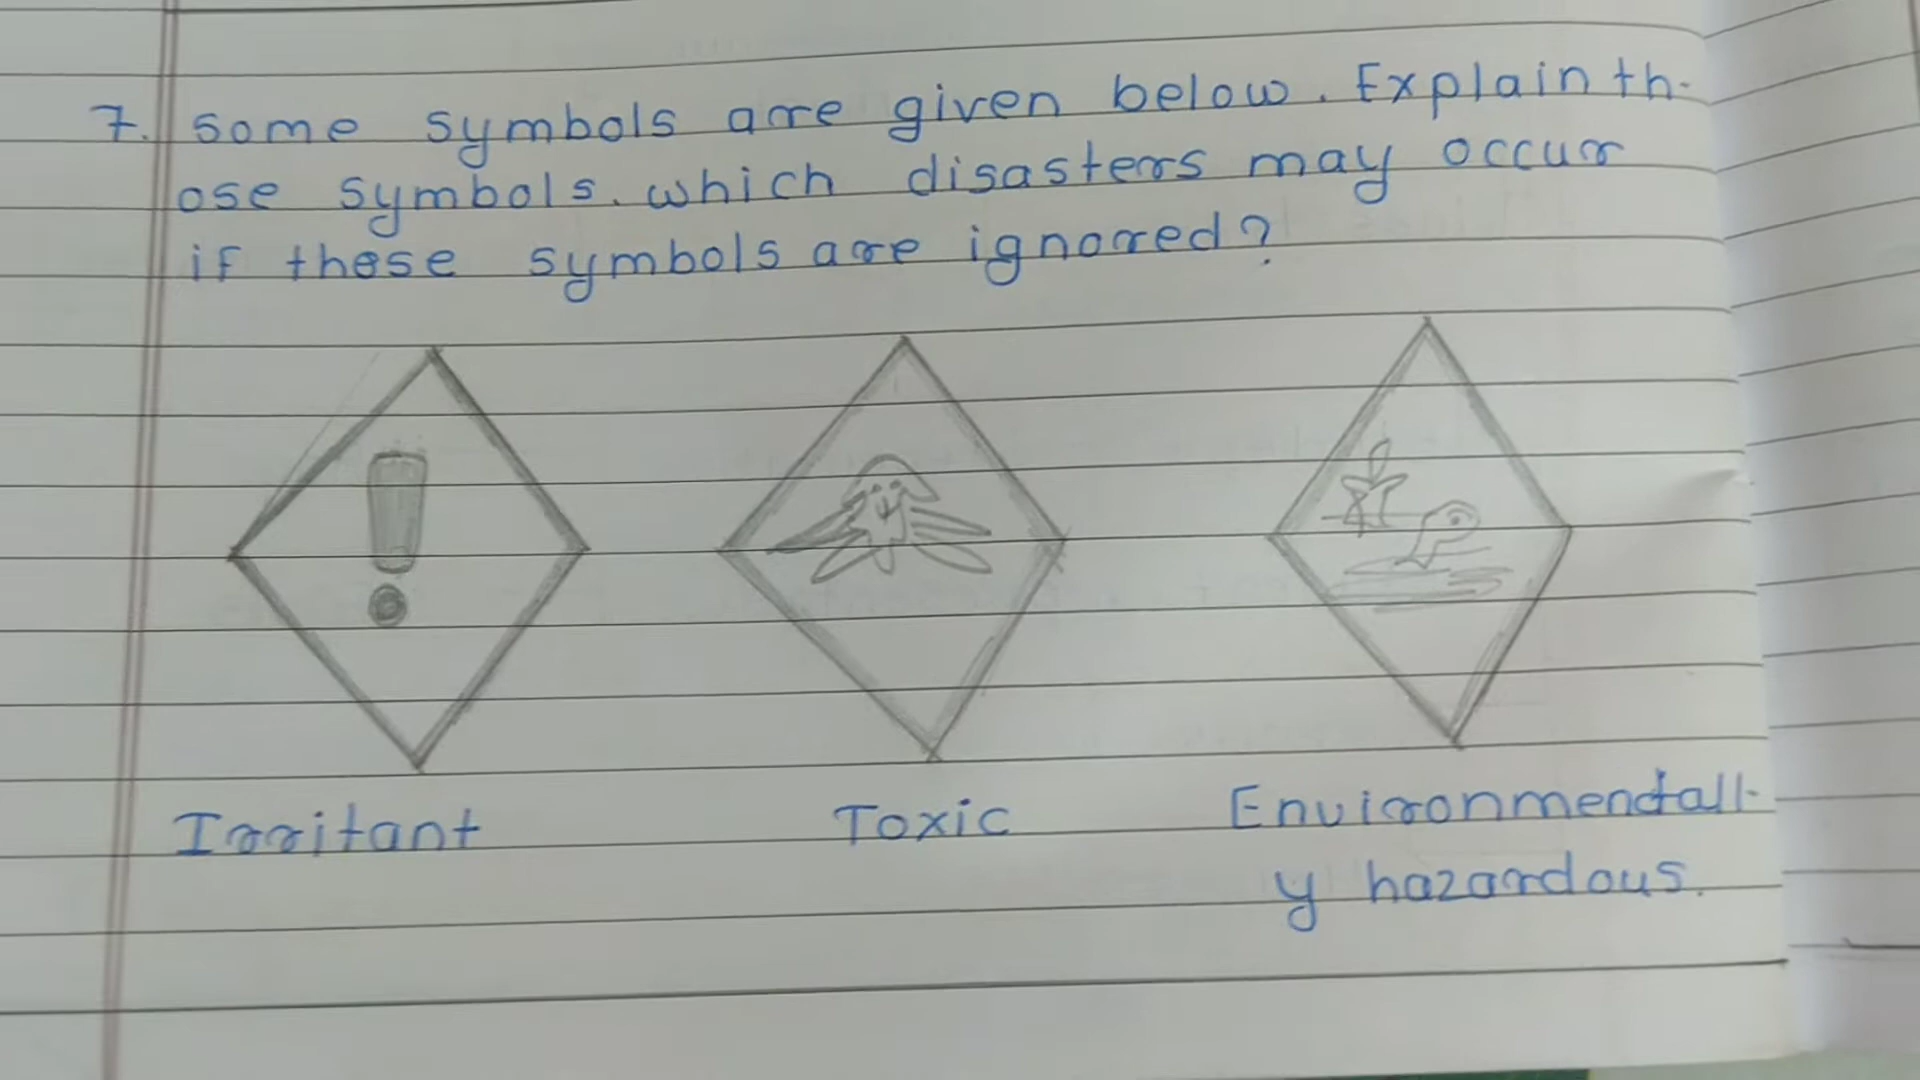 7. Some symbols are given below. Explain th-
ose symbols. which disasters may occur
if these symbols are ignored?
Irritant
Toxic
Environmendtall-
y hazardous.